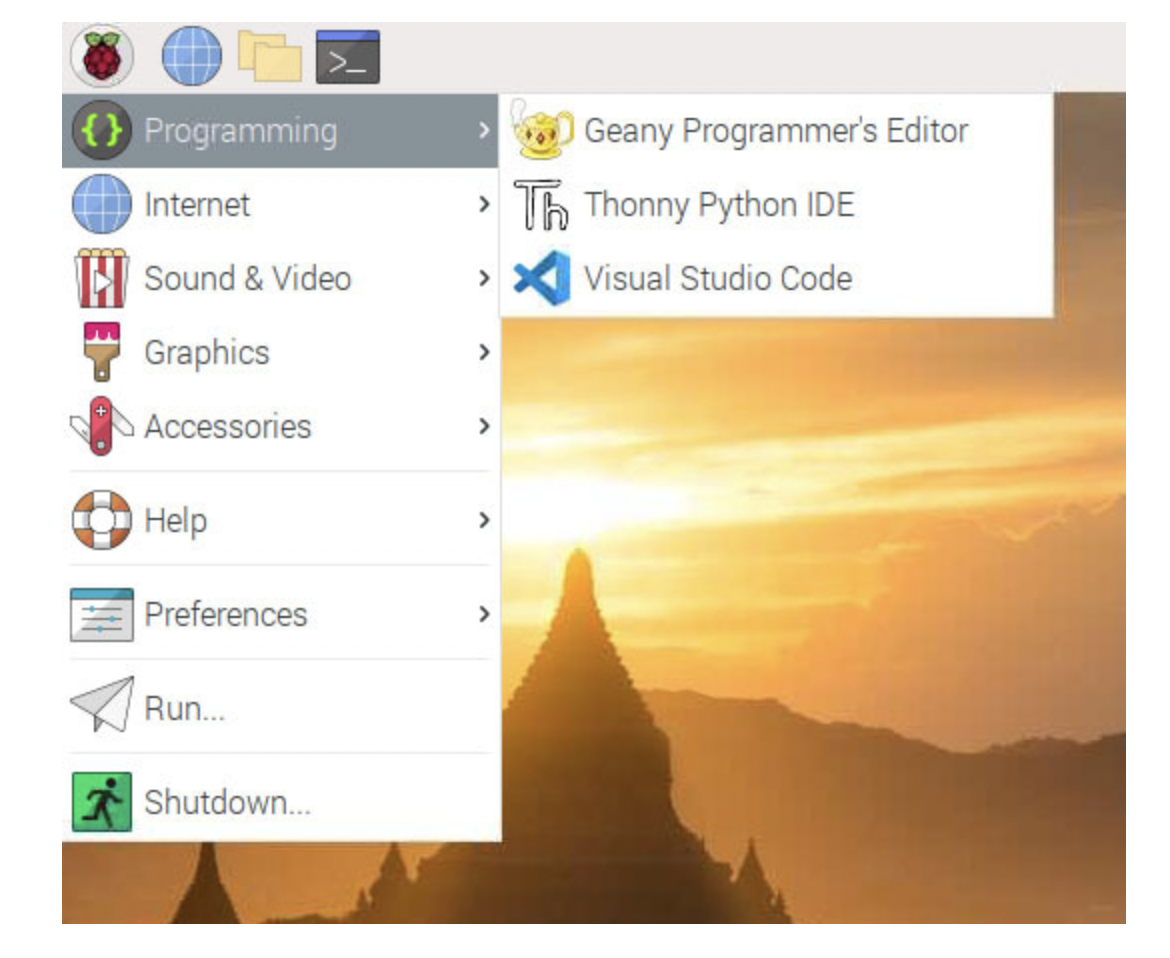 >_
Programming
Internet
Sound & Video
Graphics
Accessories
Help
Preferences
Run...
Shutdown...
Geany Programmer's Editor
Th
Thonny Python IDE
Visual Studio Code